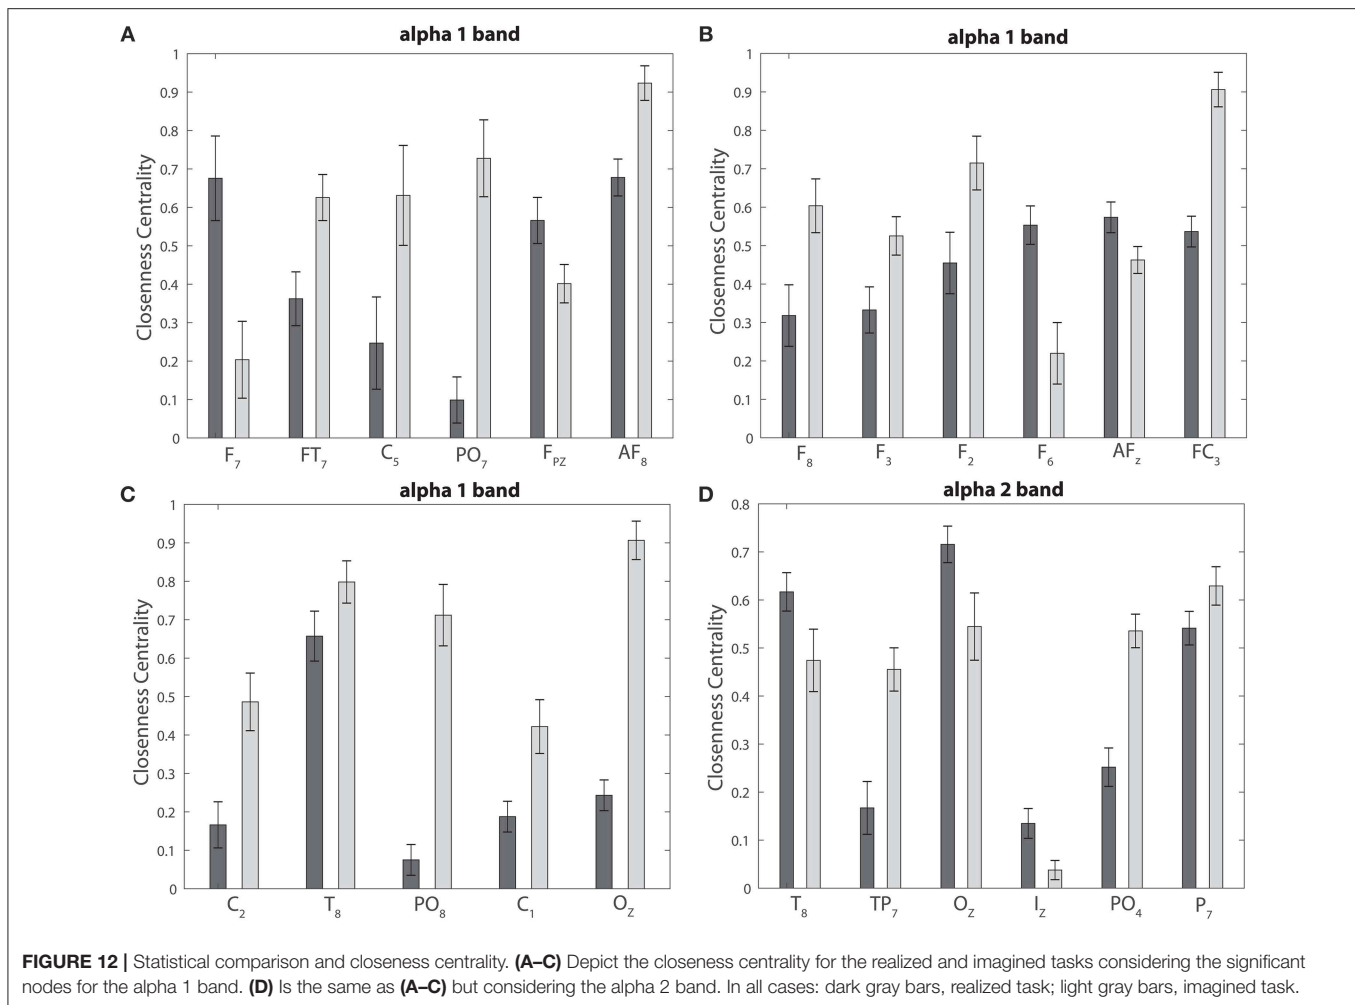 A
alpha 1 band
Closenness Centrality
1
0.9
0.8
0.7
0.6
0.5
0.4
0.3
0.2
0.1
0
F7 FT7 C5 PO7 FPZ AF8
B
alpha 1 band
Closenness Centrality
1
0.9
0.8
0.7
0.6
0.5
0.4
0.3
0.2
0.1
0
F8 F3 F2 F6 AFz FC3
C
alpha 1 band
Closenness Centrality
1
0.9
0.8
0.7
0.6
0.5
0.4
0.3
0.2
0.1
0
C2 T8 PO8 C1 OZ
D
alpha 2 band
Closenness Centrality
0.8
0.7
0.6
0.5
0.4
0.3
0.2
0.1
0
T8 TP7 OZ IZ PO4 P7
FIGURE 12 | Statistical comparison and closeness centrality. (A–C) Depict the closeness centrality for the realized and imagined tasks considering the significant
nodes for the alpha 1 band. (D) Is the same as (A–C) but considering the alpha 2 band. In all cases: dark gray bars, realized task; light gray bars, imagined task.